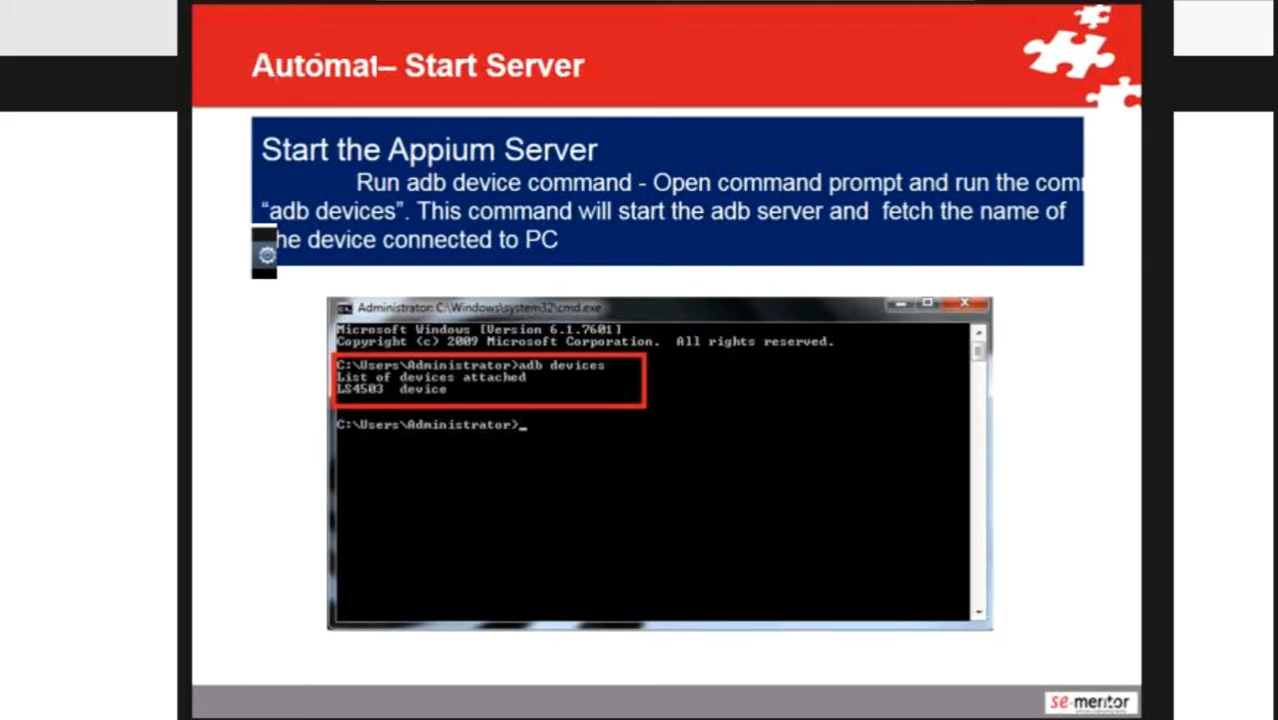 Automat– Start Server
Start the Appium Server
Run adb device command - Open command prompt and run the com
“adb devices”. This command will start the adb server and fetch the name of
he device connected to PC
Administrator: C:\Windows\system32\cmd.exe
Microsoft Windows [Version 6.1.7601]
Copyright (c) 2009 Microsoft Corporation. All rights reserved.
C:\Users\Administrator>adb devices
List of devices attached
LS4503 device
C:\Users\Administrator>_
se-mentor